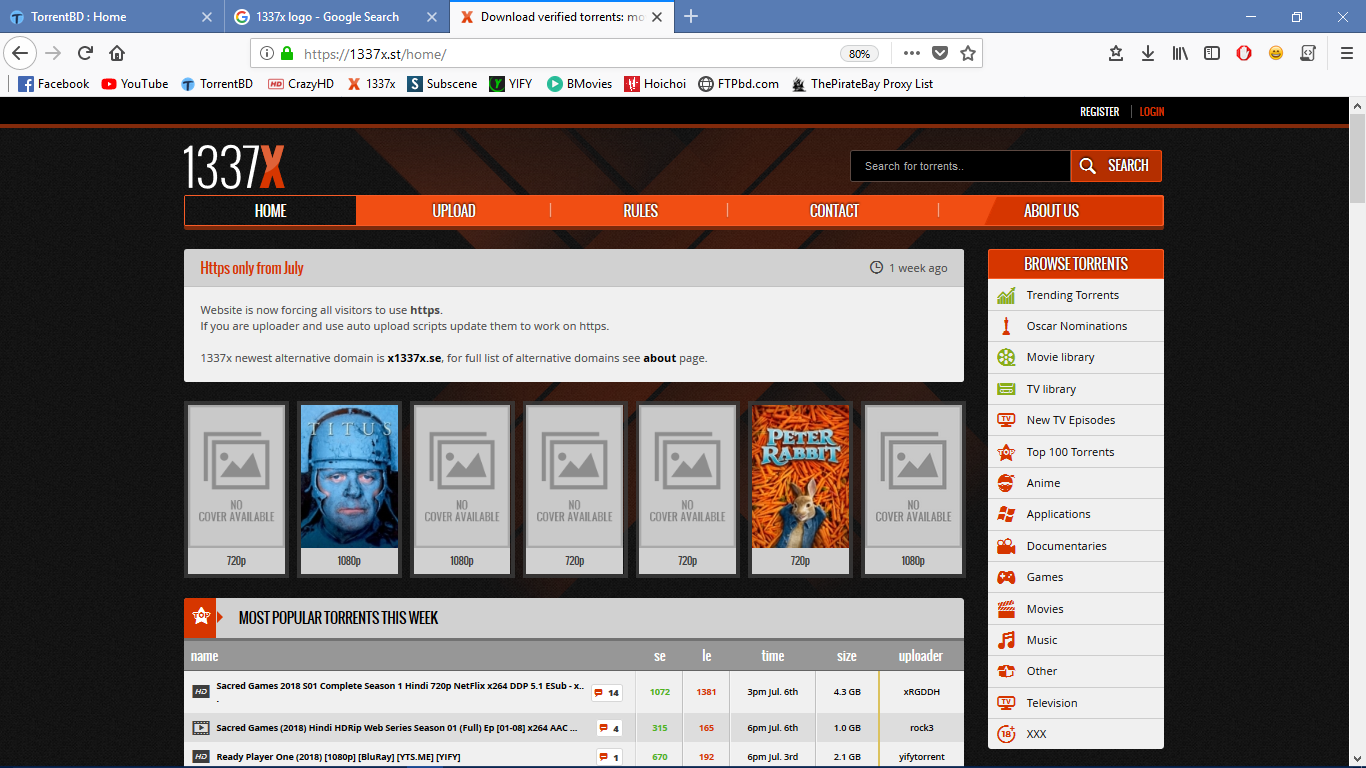 TorrentBD : Home
1337x logo - Google Search
Download verified torrents: mo
https://1337x.st/home/
80%
Facebook YouTube TorrentBD CrazyHD 1337x Subscene YIFY BMovies Hoichoi FTPbd.com ThePirateBay Proxy List
REGISTER | LOGIN
1337X
Search for torrents..
SEARCH
HOME UPLOAD RULES CONTACT ABOUT US
Https only from July
1 week ago
Website is now forcing all visitors to use https.
If you are uploader and use auto upload scripts update them to work on https.
1337x newest alternative domain is x1337x.se, for full list of alternative domains see about page.
NO
COVER AVAILABLE
720p
TITUS
1080p
NO
COVER AVAILABLE
1080p
NO
COVER AVAILABLE
720p
NO
COVER AVAILABLE
720p
PETER
RABBIT
720p
NO
COVER AVAILABLE
1080p
TOP
MOST POPULAR TORRENTS THIS WEEK
name se le time size uploader
HD Sacred Games 2018 S01 Complete Season 1 Hindi 720p NetFlix x264 DDP 5.1 ESub - x.. 14 1072 1381 3pm Jul. 6th 4.3 GB xRGDDH
.
Sacred Games (2018) Hindi HDRip Web Series Season 01 (Full) Ep [01-08] x264 AAC ... 4 315 165 6pm Jul. 6th 1.0 GB rock3
HD Ready Player One (2018) [1080p] [BluRay] [YTS.ME] [YIFY] 1 670 192 6pm Jul. 3rd 2.1 GB yifytorrent
BROWSE TORRENTS
Trending Torrents
Oscar Nominations
Movie library
TV library
TV New TV Episodes
TOP Top 100 Torrents
Anime
Applications
Documentaries
Games
Movies
Music
Other
TV Television
18+ XXX